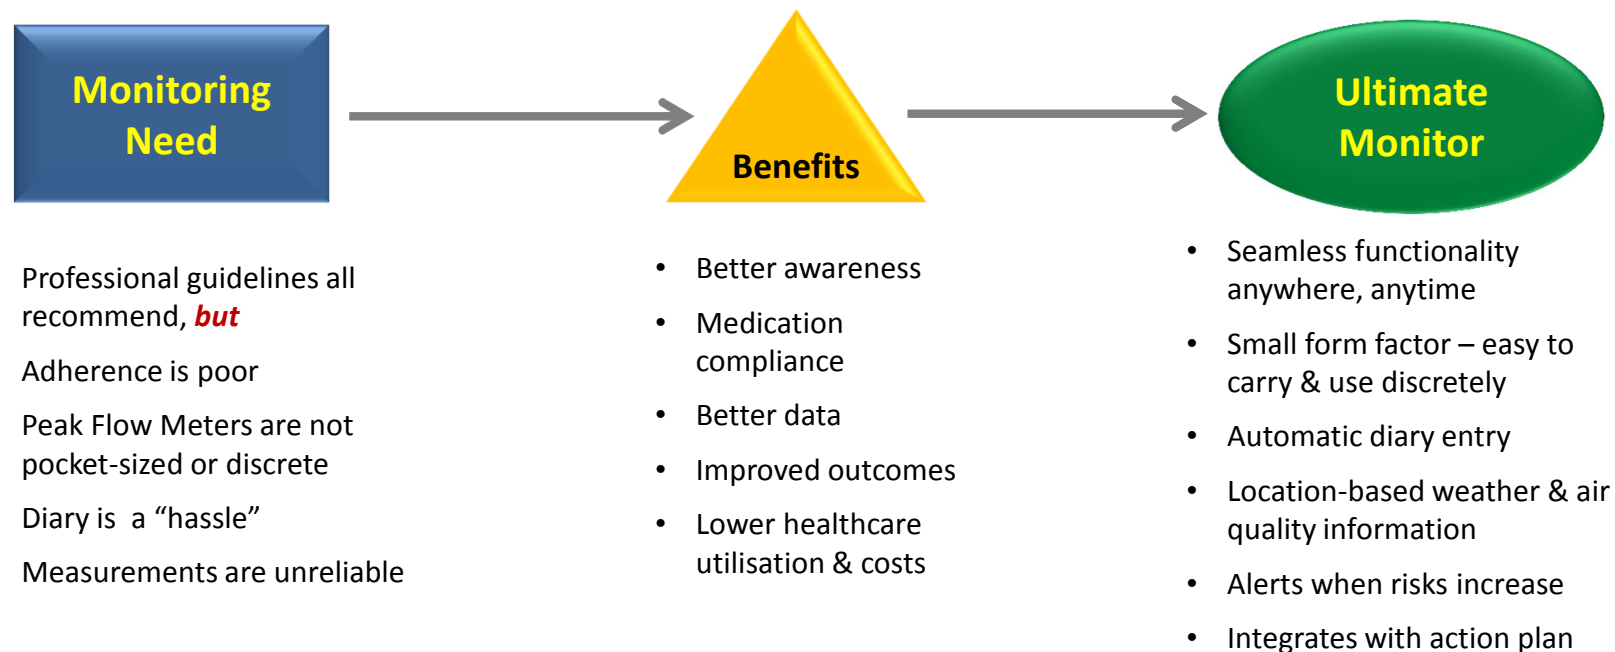 Monitoring
Need
Benefits
Ultimate
Monitor
Professional guidelines all
recommend, but
Adherence is poor
Peak Flow Meters are not
pocket-sized or discrete
Diary is a “hassle”
Measurements are unreliable
• Better awareness
• Medication
compliance
• Better data
• Improved outcomes
• Lower healthcare
utilisation & costs
• Seamless functionality
anywhere, anytime
• Small form factor – easy to
carry & use discretely
• Automatic diary entry
• Location-based weather & air
quality information
• Alerts when risks increase
• Integrates with action plan